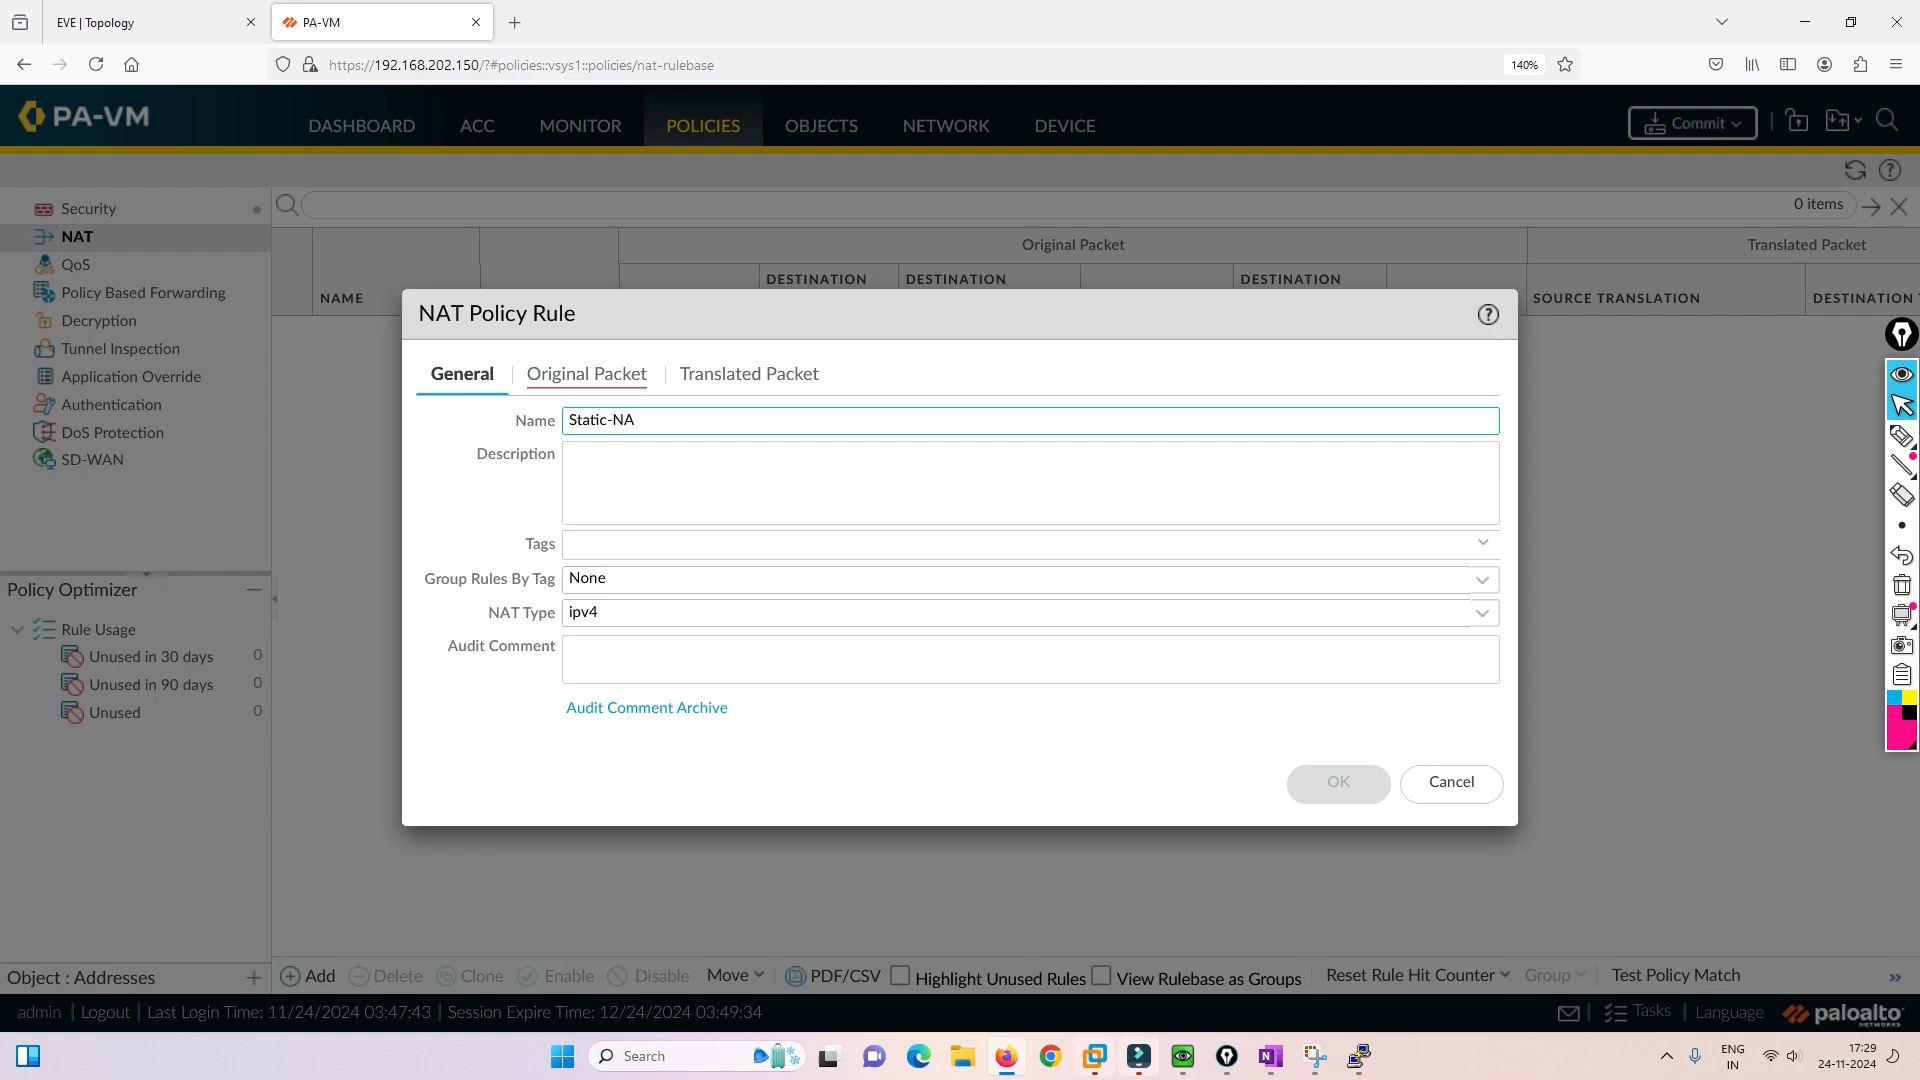 EVE | Topology
PA-VM
https://192.168.202.150/?#policies::vsys1::policies/nat-rulebase
140%
PA-VM
DASHBOARD
ACC
MONITOR
POLICIES
OBJECTS
NETWORK
DEVICE
Commit
Security
NAT
QoS
Policy Based Forwarding
Decryption
Tunnel Inspection
Application Override
Authentication
DoS Protection
SD-WAN
0 items
Original Packet
Translated Packet
NAME
DESTINATION
DESTINATION
DESTINATION
SOURCE TRANSLATION
DESTINATION
NAT Policy Rule
General
Original Packet
Translated Packet
Name Static-NA
Description
Tags
Group Rules By Tag None
NAT Type ipv4
Audit Comment
Audit Comment Archive
OK
Cancel
Policy Optimizer
Rule Usage
Unused in 30 days 0
Unused in 90 days 0
Unused 0
Object : Addresses
Add
Delete
Clone
Enable
Disable
Move
PDF/CSV
Highlight Unused Rules
View Rulebase as Groups
Reset Rule Hit Counter
Group
Test Policy Match
admin | Logout | Last Login Time: 11/24/2024 03:47:43 | Session Expire Time: 12/24/2024 03:49:34
Tasks | Language
paloalto
NETWORKS
Search
ENG
IN
17:29
24-11-2024